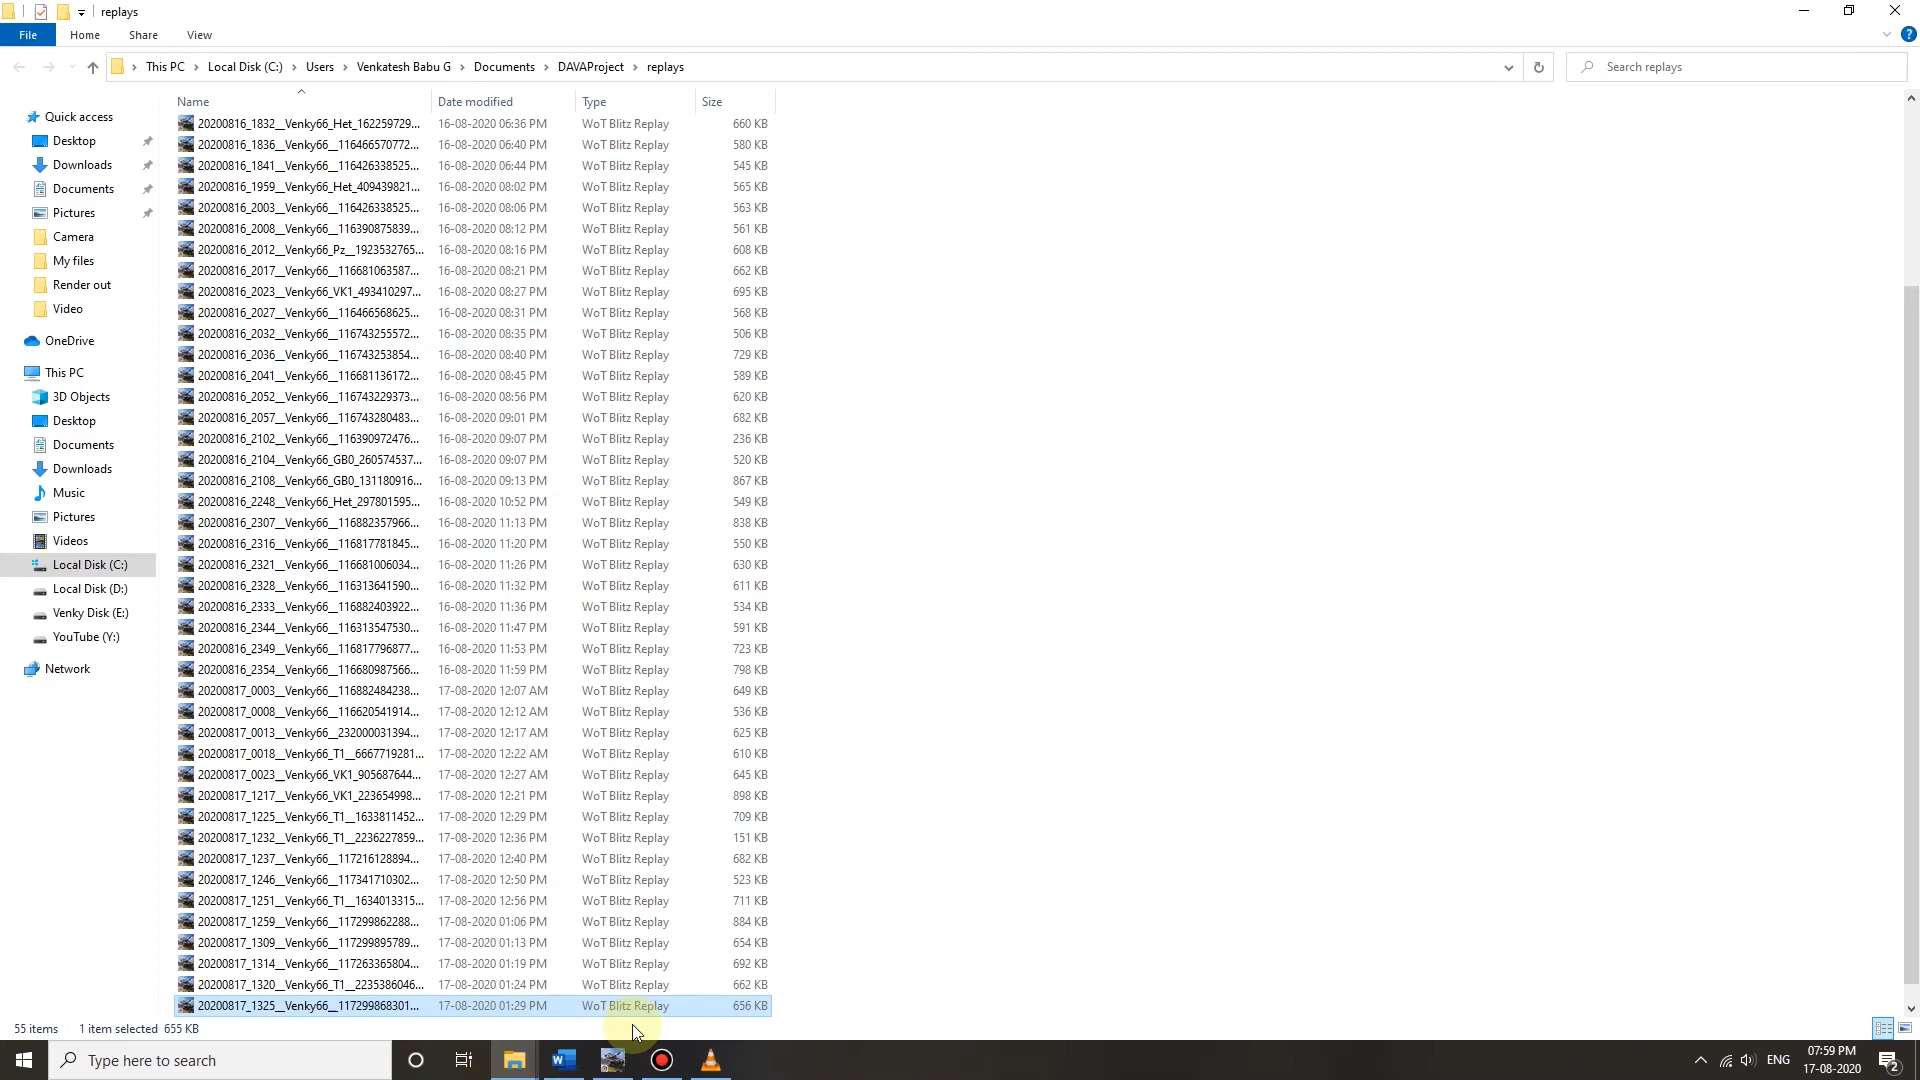 replays
File Home Share View
This PC Local Disk (C:) Users Venkatesh Babu G Documents DAVAProject replays
Search replays
Name Date modified Type Size
Quick access
Desktop
Downloads
Documents
Pictures
Camera
My files
Render out
Video
OneDrive
This PC
3D Objects
Desktop
Documents
Downloads
Music
Pictures
Videos
Local Disk (C:)
Local Disk (D:)
Venky Disk (E:)
YouTube (Y:)
Network
20200816_1832__Venky66_Het_162259729... 16-08-2020 06:36 PM WoT Blitz Replay 660 KB
20200816_1836__Venky66__116466570772... 16-08-2020 06:40 PM WoT Blitz Replay 580 KB
20200816_1841__Venky66__116426338525... 16-08-2020 06:44 PM WoT Blitz Replay 545 KB
20200816_1959__Venky66_Het_409439821... 16-08-2020 08:02 PM WoT Blitz Replay 565 KB
20200816_2003__Venky66__116426338525... 16-08-2020 08:06 PM WoT Blitz Replay 563 KB
20200816_2008__Venky66__116390875839... 16-08-2020 08:12 PM WoT Blitz Replay 561 KB
20200816_2012__Venky66_Pz__1923532765... 16-08-2020 08:16 PM WoT Blitz Replay 608 KB
20200816_2017__Venky66__116681063587... 16-08-2020 08:21 PM WoT Blitz Replay 662 KB
20200816_2023__Venky66_VK1_493410297... 16-08-2020 08:27 PM WoT Blitz Replay 695 KB
20200816_2027__Venky66__116466568625... 16-08-2020 08:31 PM WoT Blitz Replay 568 KB
20200816_2032__Venky66__116743255572... 16-08-2020 08:35 PM WoT Blitz Replay 506 KB
20200816_2036__Venky66__116743253854... 16-08-2020 08:40 PM WoT Blitz Replay 729 KB
20200816_2041__Venky66__116681136172... 16-08-2020 08:45 PM WoT Blitz Replay 589 KB
20200816_2052__Venky66__116743229373... 16-08-2020 08:56 PM WoT Blitz Replay 620 KB
20200816_2057__Venky66__116743280483... 16-08-2020 09:01 PM WoT Blitz Replay 682 KB
20200816_2102__Venky66__116390972476... 16-08-2020 09:07 PM WoT Blitz Replay 236 KB
20200816_2104__Venky66_GB0_260574537... 16-08-2020 09:07 PM WoT Blitz Replay 520 KB
20200816_2108__Venky66_GB0_131180916... 16-08-2020 09:13 PM WoT Blitz Replay 867 KB
20200816_2248__Venky66_Het_297801595... 16-08-2020 10:52 PM WoT Blitz Replay 549 KB
20200816_2307__Venky66__116882357966... 16-08-2020 11:13 PM WoT Blitz Replay 838 KB
20200816_2316__Venky66__116817781845... 16-08-2020 11:20 PM WoT Blitz Replay 550 KB
20200816_2321__Venky66__116681006034... 16-08-2020 11:26 PM WoT Blitz Replay 630 KB
20200816_2328__Venky66__116313641590... 16-08-2020 11:32 PM WoT Blitz Replay 611 KB
20200816_2333__Venky66__116882403922... 16-08-2020 11:36 PM WoT Blitz Replay 534 KB
20200816_2344__Venky66__116313547530... 16-08-2020 11:47 PM WoT Blitz Replay 591 KB
20200816_2349__Venky66__116817796877... 16-08-2020 11:53 PM WoT Blitz Replay 723 KB
20200816_2354__Venky66__116680987566... 16-08-2020 11:59 PM WoT Blitz Replay 798 KB
20200817_0003__Venky66__116882484238... 17-08-2020 12:07 AM WoT Blitz Replay 649 KB
20200817_0008__Venky66__116620541914... 17-08-2020 12:12 AM WoT Blitz Replay 536 KB
20200817_0013__Venky66__232000031394... 17-08-2020 12:17 AM WoT Blitz Replay 625 KB
20200817_0018__Venky66_T1__6667719281... 17-08-2020 12:22 AM WoT Blitz Replay 610 KB
20200817_0023__Venky66_VK1_905687644... 17-08-2020 12:27 AM WoT Blitz Replay 645 KB
20200817_1217__Venky66_VK1_223654998... 17-08-2020 12:21 PM WoT Blitz Replay 898 KB
20200817_1225__Venky66_T1__1633811452... 17-08-2020 12:29 PM WoT Blitz Replay 709 KB
20200817_1232__Venky66_T1__2236227859... 17-08-2020 12:36 PM WoT Blitz Replay 151 KB
20200817_1237__Venky66__117216128894... 17-08-2020 12:40 PM WoT Blitz Replay 682 KB
20200817_1246__Venky66__117341710302... 17-08-2020 12:50 PM WoT Blitz Replay 523 KB
20200817_1251__Venky66_T1__1634013315... 17-08-2020 12:56 PM WoT Blitz Replay 711 KB
20200817_1259__Venky66__117299862288... 17-08-2020 01:06 PM WoT Blitz Replay 884 KB
20200817_1309__Venky66__117299895789... 17-08-2020 01:13 PM WoT Blitz Replay 654 KB
20200817_1314__Venky66__117263365804... 17-08-2020 01:19 PM WoT Blitz Replay 692 KB
20200817_1320__Venky66_T1__2235386046... 17-08-2020 01:24 PM WoT Blitz Replay 662 KB
20200817_1325__Venky66__117299868301... 17-08-2020 01:29 PM WoT Blitz Replay 656 KB
55 items 1 item selected 655 KB
Type here to search
ENG
07:59 PM
17-08-2020
2